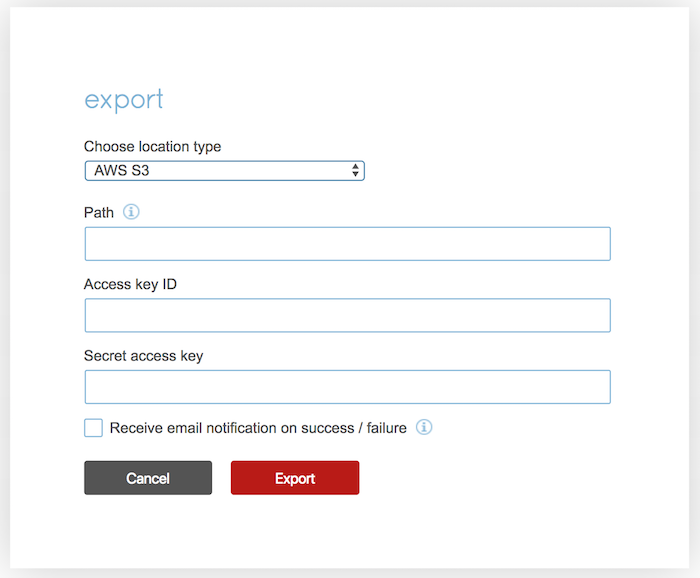 export
Choose location type
AWS S3
Path
Access key ID
Secret access key
Receive email notification on success / failure
Cancel Export